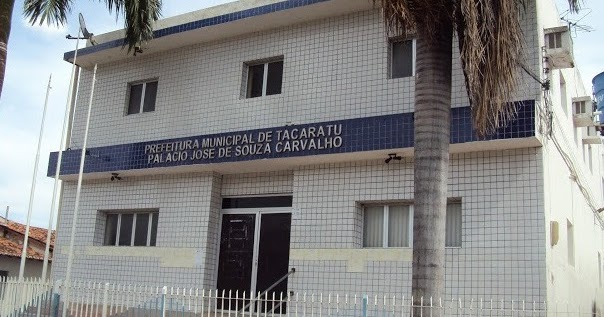 PREFEITURA MUNICIPAL DE TACARATU
PALACIO JOSE DE SOUZA CARVALHO